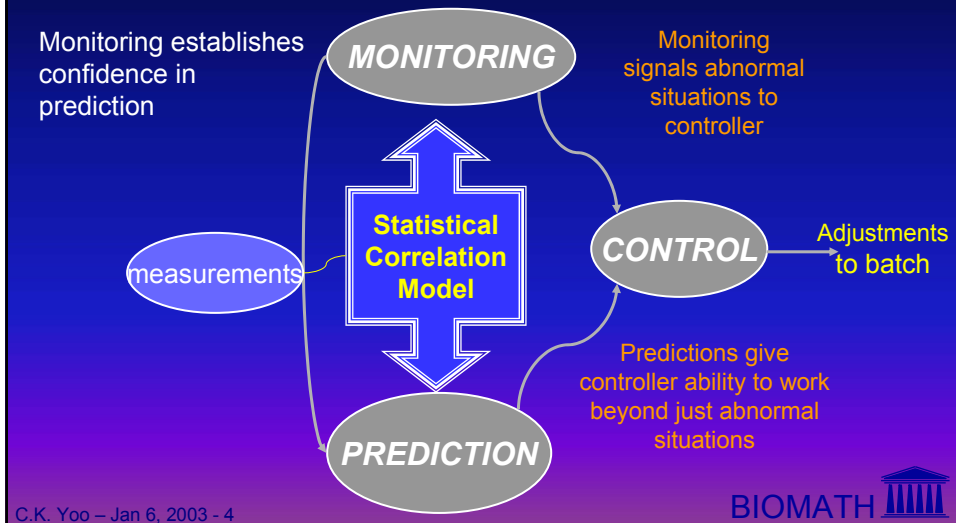 Monitoring establishes
confidence in
prediction
MONITORING
Monitoring
signals abnormal
situations to
controller
measurements
Statistical
Correlation
Model
CONTROL
Adjustments
to batch
Predictions give
controller ability to work
beyond just abnormal
situations
PREDICTION
C.K. Yoo – Jan 6, 2003 - 4
BIOMATH